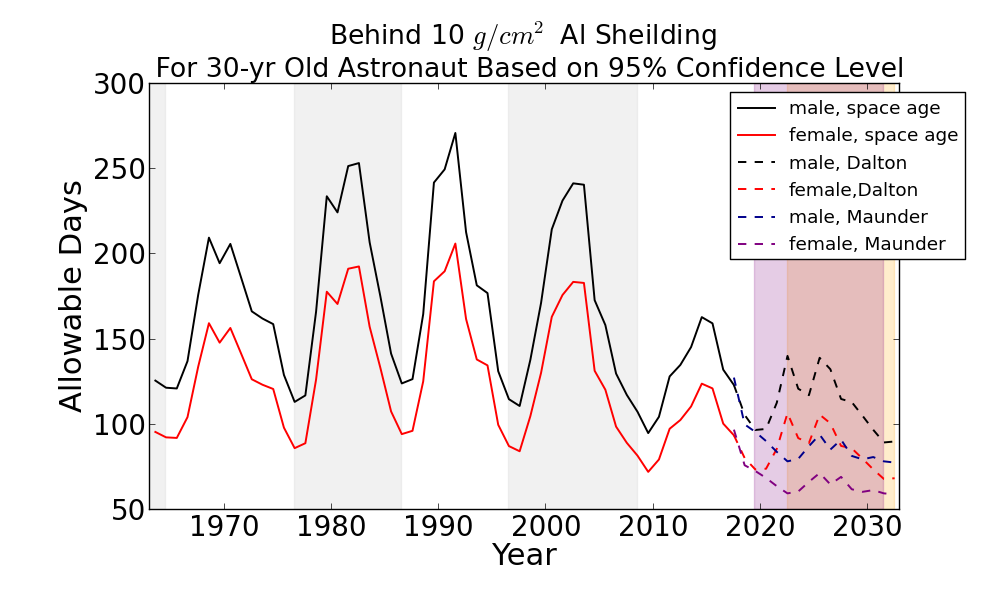 Behind 10 g/cm² Al Sheilding
For 30-yr Old Astronaut Based on 95% Confidence Level
300
250
200
150
100
50
Allowable Days
male, space age
female, space age
male, Dalton
female,Dalton
male, Maunder
female, Maunder
1970 1980 1990 2000 2010 2020 2030
Year